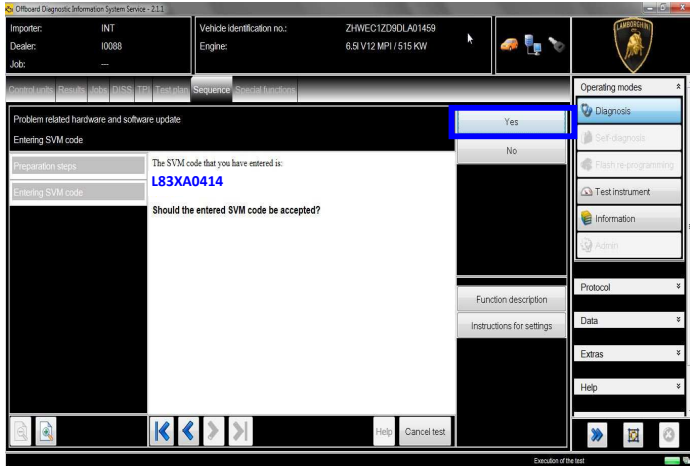 Offboard Diagnostic Information System Service - 2.1.1
Importer: INT
Dealer: I0088
Job: ---
Vehicle identification no.: ZHWEC1ZD9DLA01459
Engine: 6.5l V12 MPI / 515 KW
LAMBORGHINI
Control units Results Jobs DISS TPI Test plan Sequence Special functions
Problem related hardware and software update
Entering SVM code
Preparation steps
Entering SVM code
The SVM code that you have entered is:
L83XA0414
Should the entered SVM code be accepted?
Yes
No
Function description
Instructions for settings
Help
Cancel test
Operating modes
Diagnosis
Self-diagnosis
Flash re-programming
Test instrument
Information
Admin
Protocol
Data
Extras
Help
Execution of the test